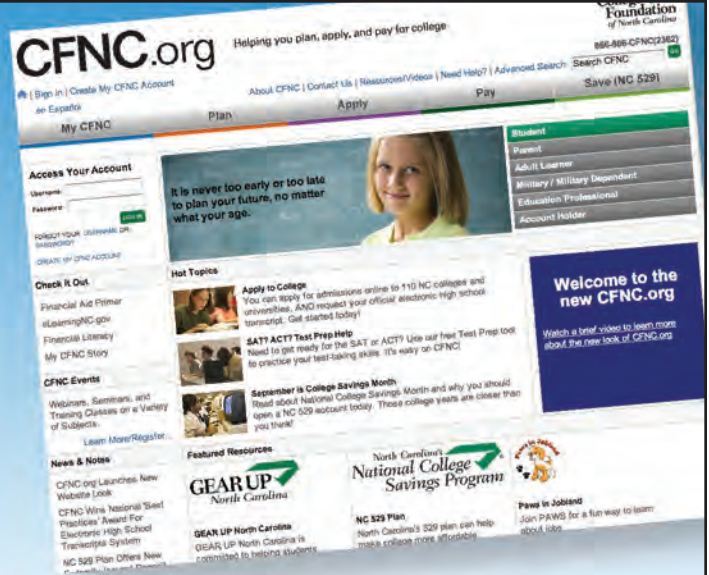 Foundation
of North Carolina
CFNC.org
Helping you plan, apply, and pay for college
866-866-CFNC(2362)
| Sign In | Create My CFNC Account
About CFNC | Contact Us | Resources/Videos | Need Help? | Advanced Search
Search CFNC
GO
en Español
My CFNC
Plan
Apply
Pay
Save (NC 529)
Access Your Account
Username:
Password:
SIGN IN
FORGOT YOUR USERNAME OR
PASSWORD?
CREATE MY CFNC ACCOUNT
It is never too early or too late
to plan your future, no matter
what your age.
Student
Parent
Adult Learner
Military / Military Dependent
Education Professional
Account Holder
Check It Out
Financial Aid Primer
eLearningNC.gov
Financial Literacy
My CFNC Story
CFNC Events
Webinars, Seminars, and
Training Classes on a Variety
of Subjects.
Learn More/Register...
News & Notes
CFNC.org Launches New
Website Look
CFNC Wins National 'Best
Practices' Award For
Electronic High School
Transcripts System
NC 529 Plan Offers New
Hot Topics
Apply to College
You can apply for admissions online to 110 NC colleges and
universities, AND request your official electronic high school
transcript. Get started today!
SAT? ACT? Test Prep Help
Need to get ready for the SAT or ACT? Use our free Test Prep tool
to practice your test-taking skills. It's easy on CFNC!
September is College Savings Month
Read about National College Savings Month and why you should
open a NC 529 account today. Those college years are closer than
you think!
Welcome to the
new CFNC.org
Watch a brief video to learn more
about the new look of CFNC.org
Featured Resources
GEAR UP
North Carolina
North Carolina's
National College
Savings Program
Paws in Jobland
GEAR UP North Carolina
GEAR UP North Carolina is
committed to helping students
NC 529 Plan
North Carolina's 529 plan can help
make college more affordable
Paws in Jobland
Join PAWS for a fun way to learn
about jobs